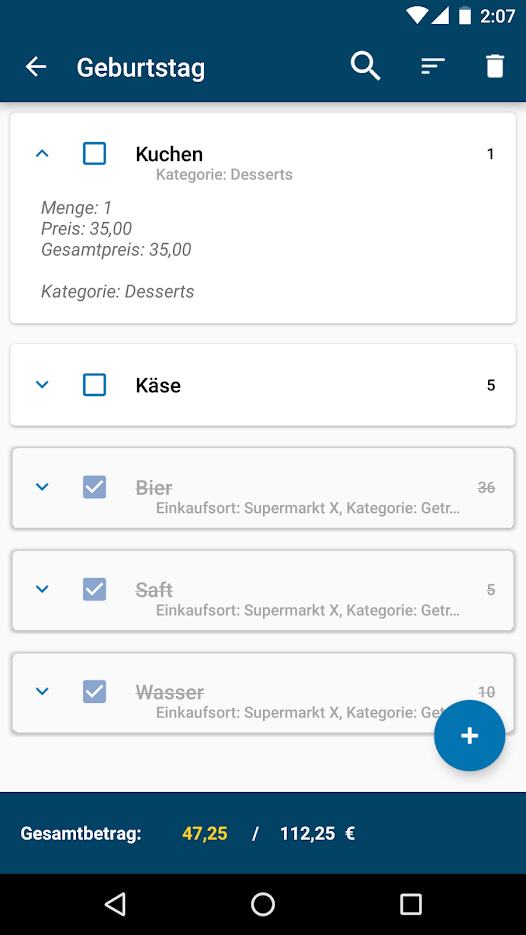 2:07
Geburtstag
Kuchen 1
Kategorie: Desserts
Menge: 1
Preis: 35,00
Gesamtpreis: 35,00
Kategorie: Desserts
Käse 5
Bier 36
Einkaufsort: Supermarkt X, Kategorie: Getr...
Saft 5
Einkaufsort: Supermarkt X, Kategorie: Getr...
Wasser 10
Einkaufsort: Supermarkt X, Kategorie: Get
+
Gesamtbetrag: 47,25 / 112,25 €